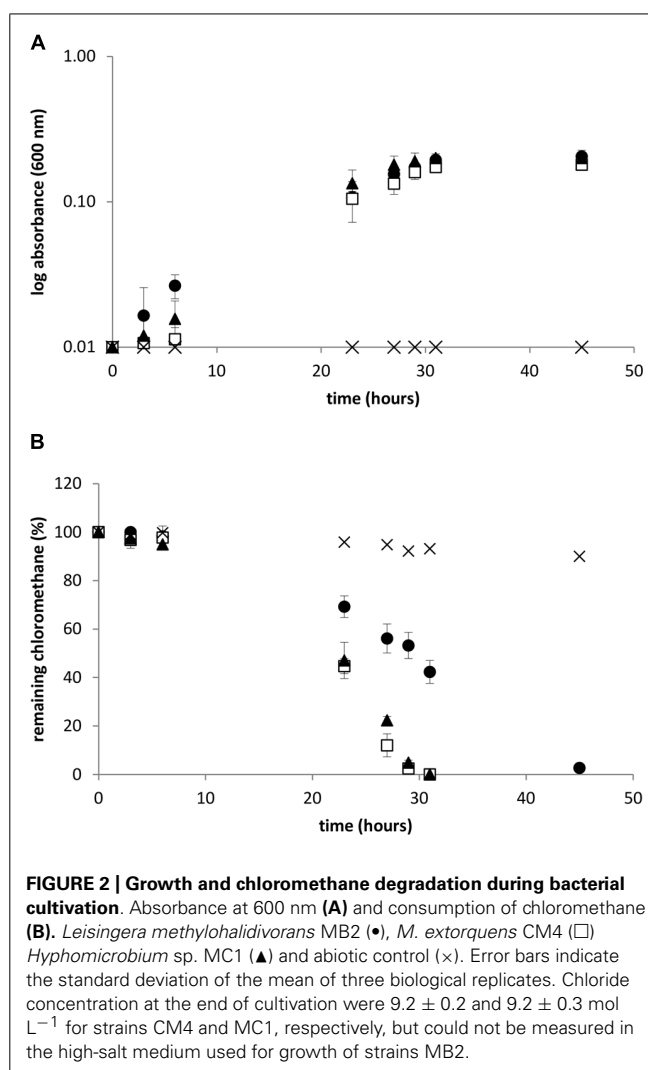 A
1.00
0.10
0.01
log absorbance (600 nm)
0 10 20 30 40 50
time (hours)
B
120
100
80
60
40
20
0
remaining chloromethane (%)
0 10 20 30 40 50
time (hours)
FIGURE 2 | Growth and chloromethane degradation during bacterial
cultivation. Absorbance at 600 nm (A) and consumption of chloromethane
(B). Leisingera methylohalidivorans MB2 (•), M. extorquens CM4 (□)
Hyphomicrobium sp. MC1 (▲) and abiotic control (×). Error bars indicate
the standard deviation of the mean of three biological replicates. Chloride
concentration at the end of cultivation were 9.2 ± 0.2 and 9.2 ± 0.3 mol
L⁻¹ for strains CM4 and MC1, respectively, but could not be measured in
the high-salt medium used for growth of strains MB2.